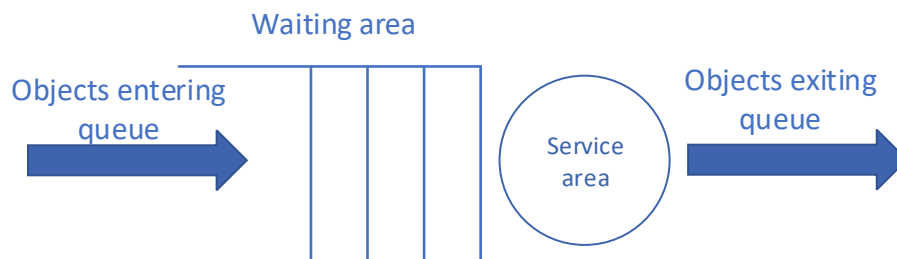 Waiting area
Objects entering
queue
Service
area
Objects exiting
queue